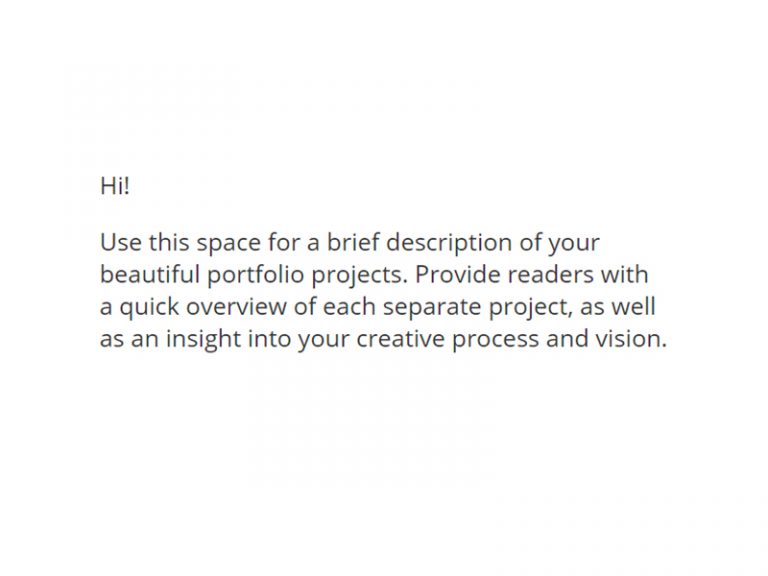 Hi!
Use this space for a brief description of your
beautiful portfolio projects. Provide readers with
a quick overview of each separate project, as well
as an insight into your creative process and vision.